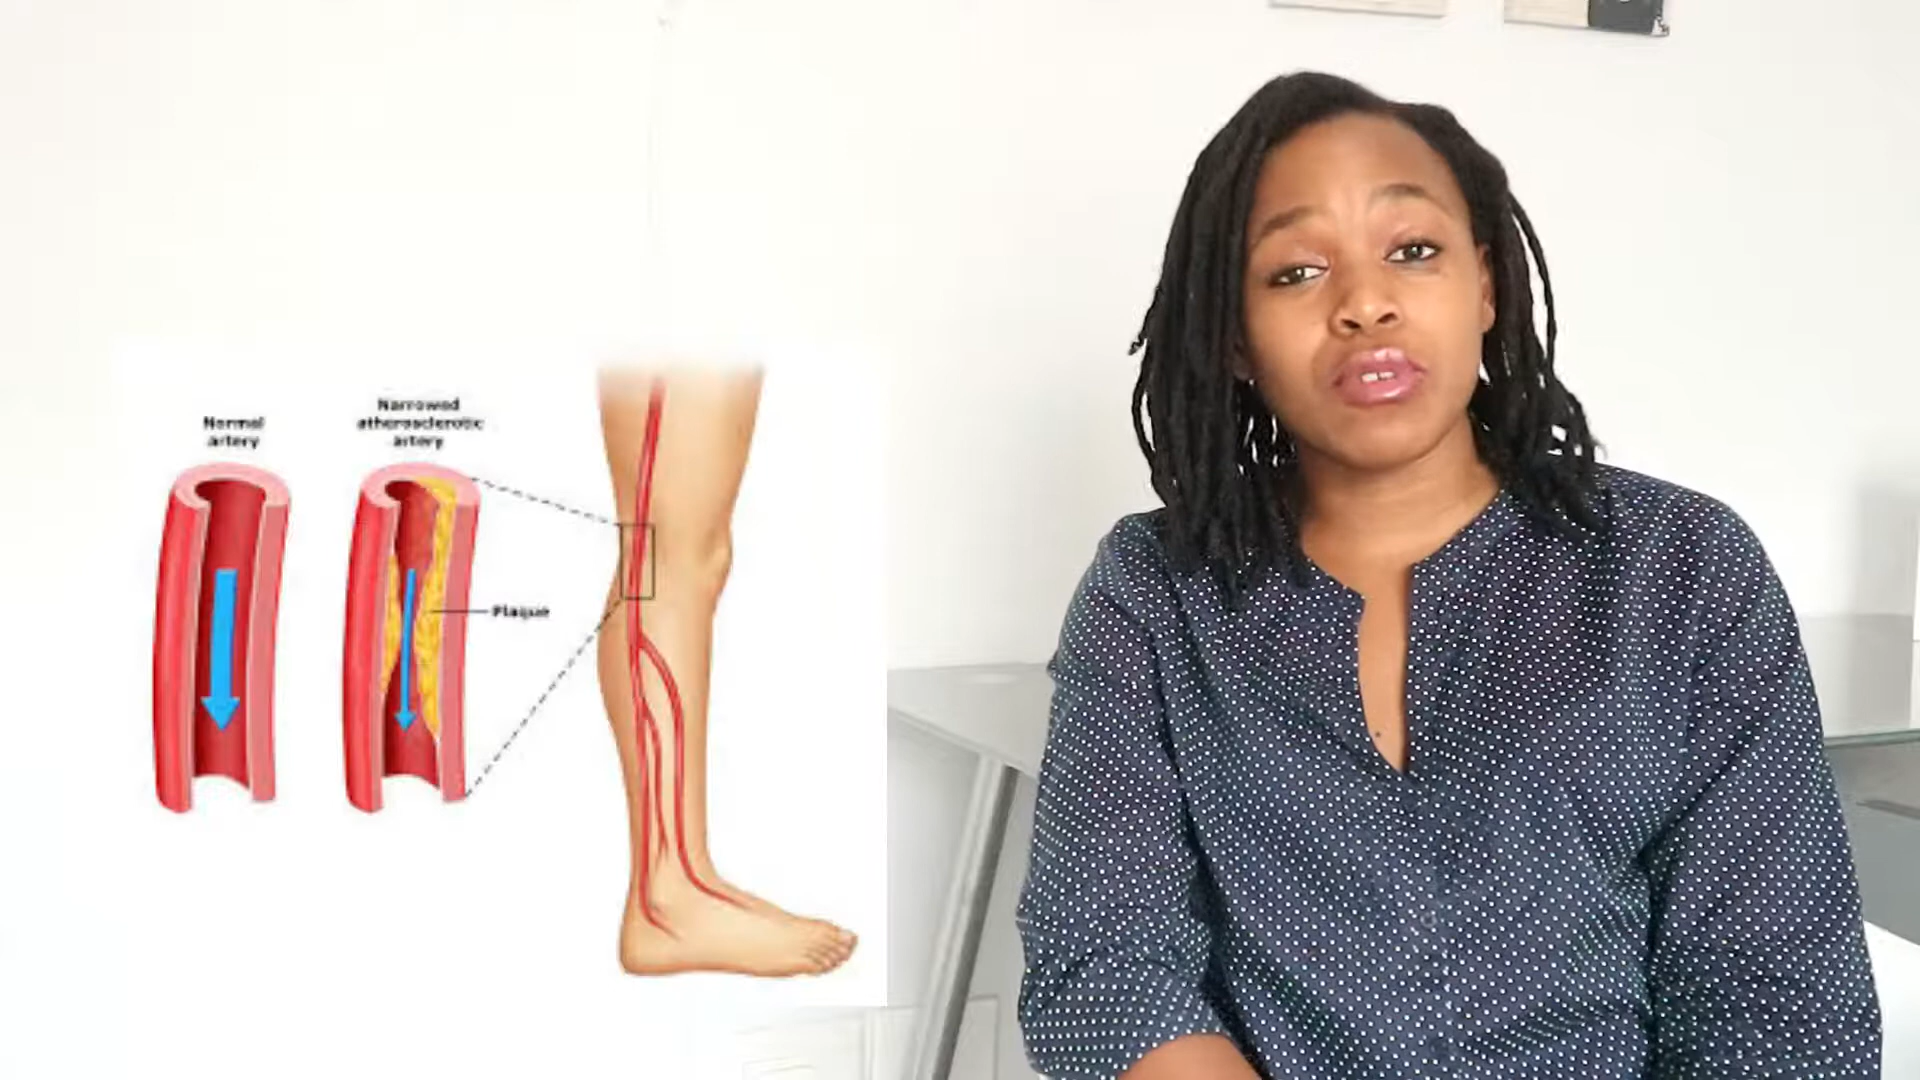 Normal
artery
Narrowed
atherosclerotic
artery
Plaque